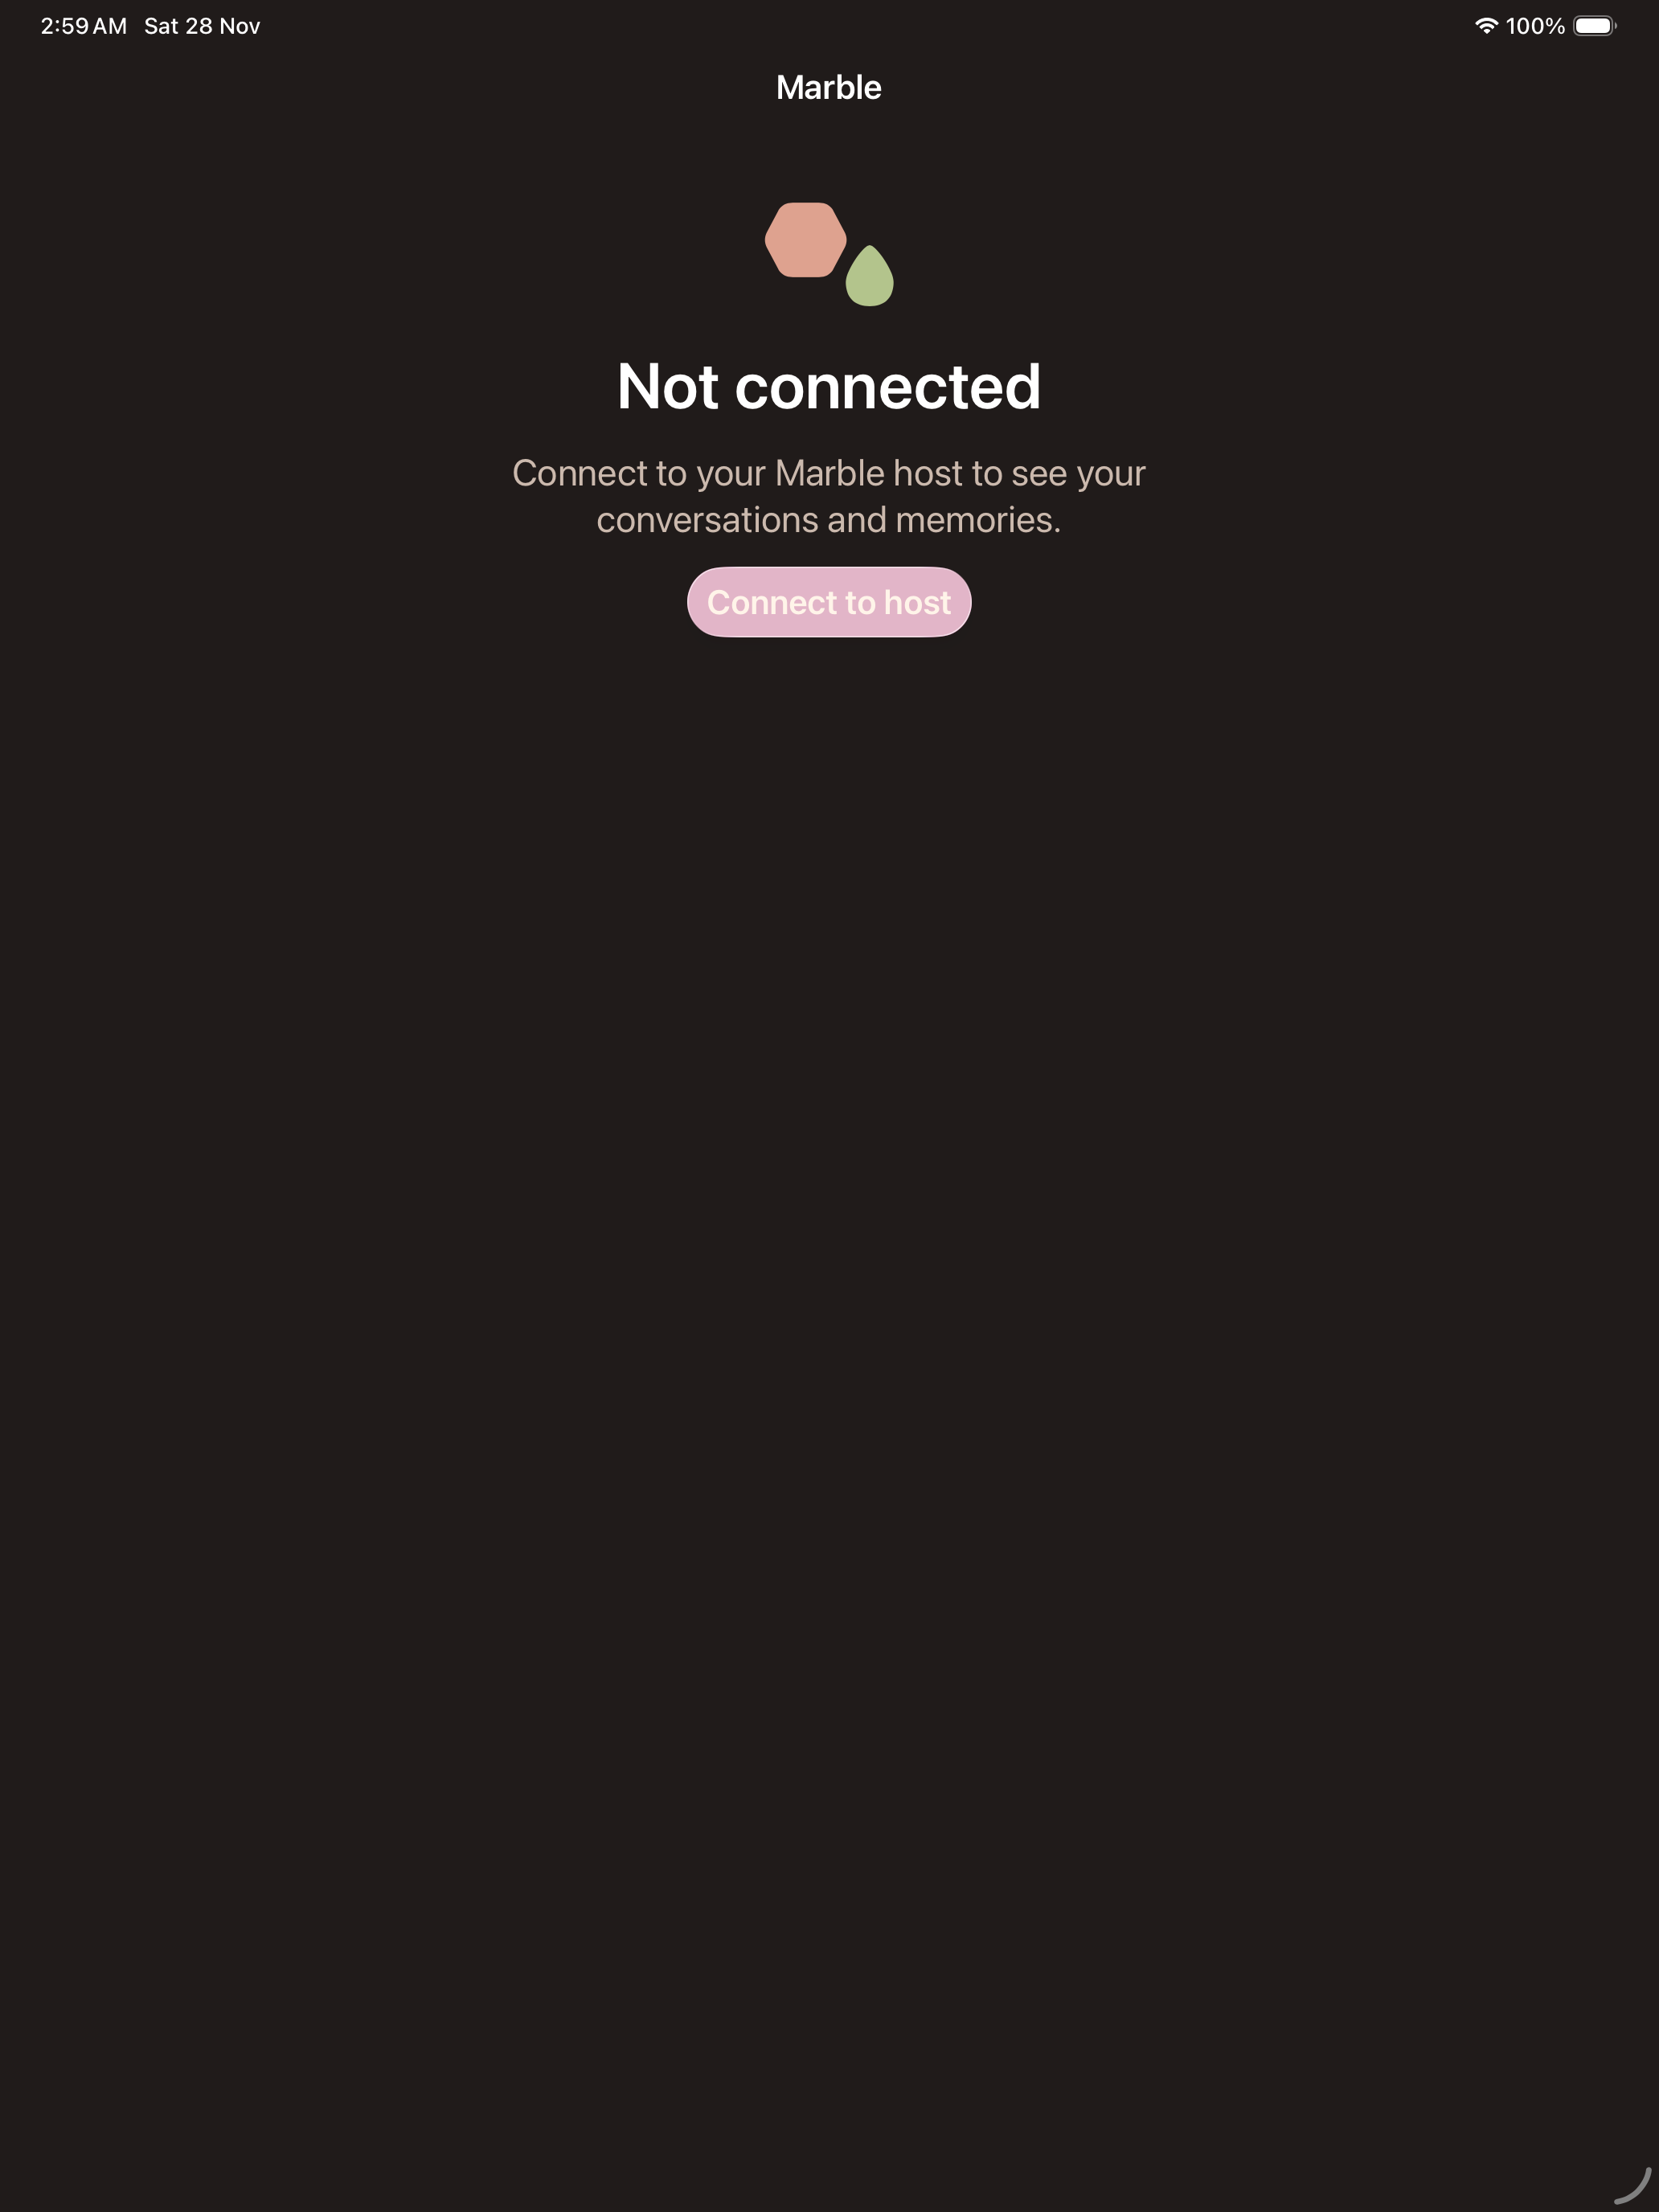 2:59 AM Sat 28 Nov 100%
Marble
Not connected
Connect to your Marble host to see your
conversations and memories.
Connect to host